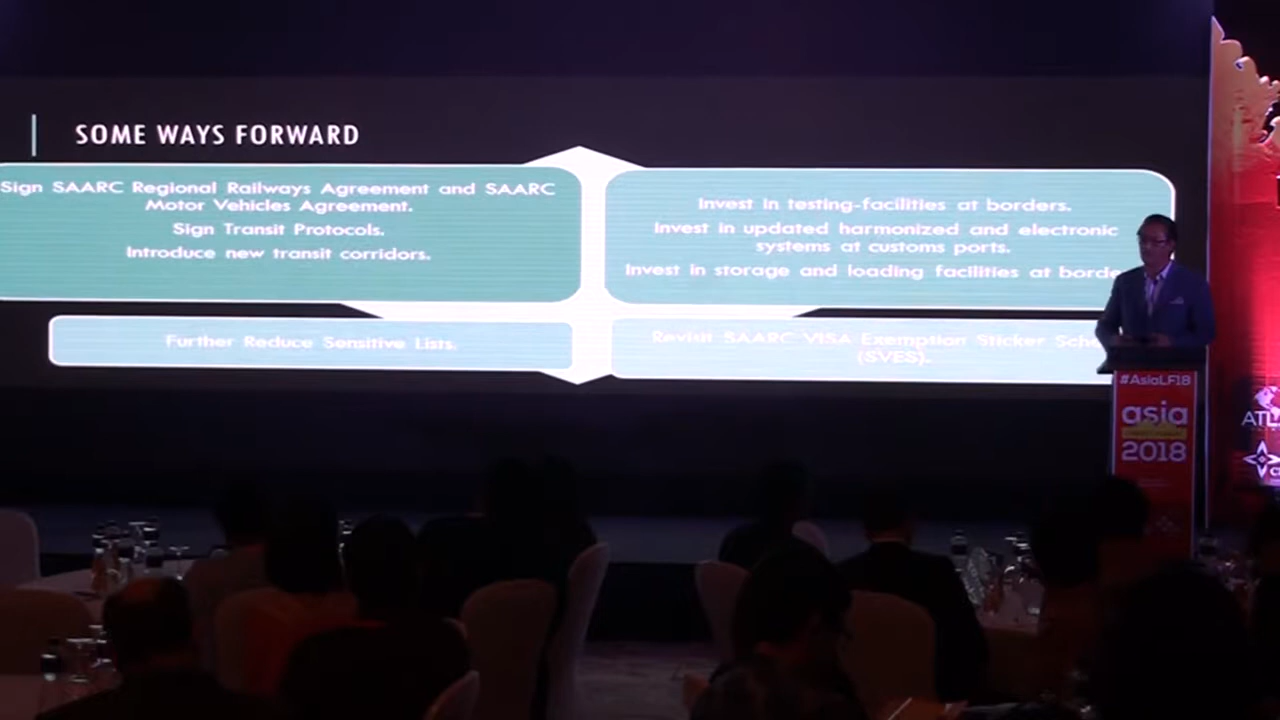 SOME WAYS FORWARD
Sign SAARC Regional Railways Agreement and SAARC
Motor Vehicles Agreement.
Sign Transit Protocols.
Introduce new transit corridors.
Invest in testing-facilities at borders.
Invest in updated harmonized and electronic
systems at customs ports.
Invest in storage and loading facilities at borde
Further Reduce Sensitive Lists.
Revisit SAARC VISA Exemption Sticker Sche
(SVES).
#AsiaLF18
asia
2018
ATLA